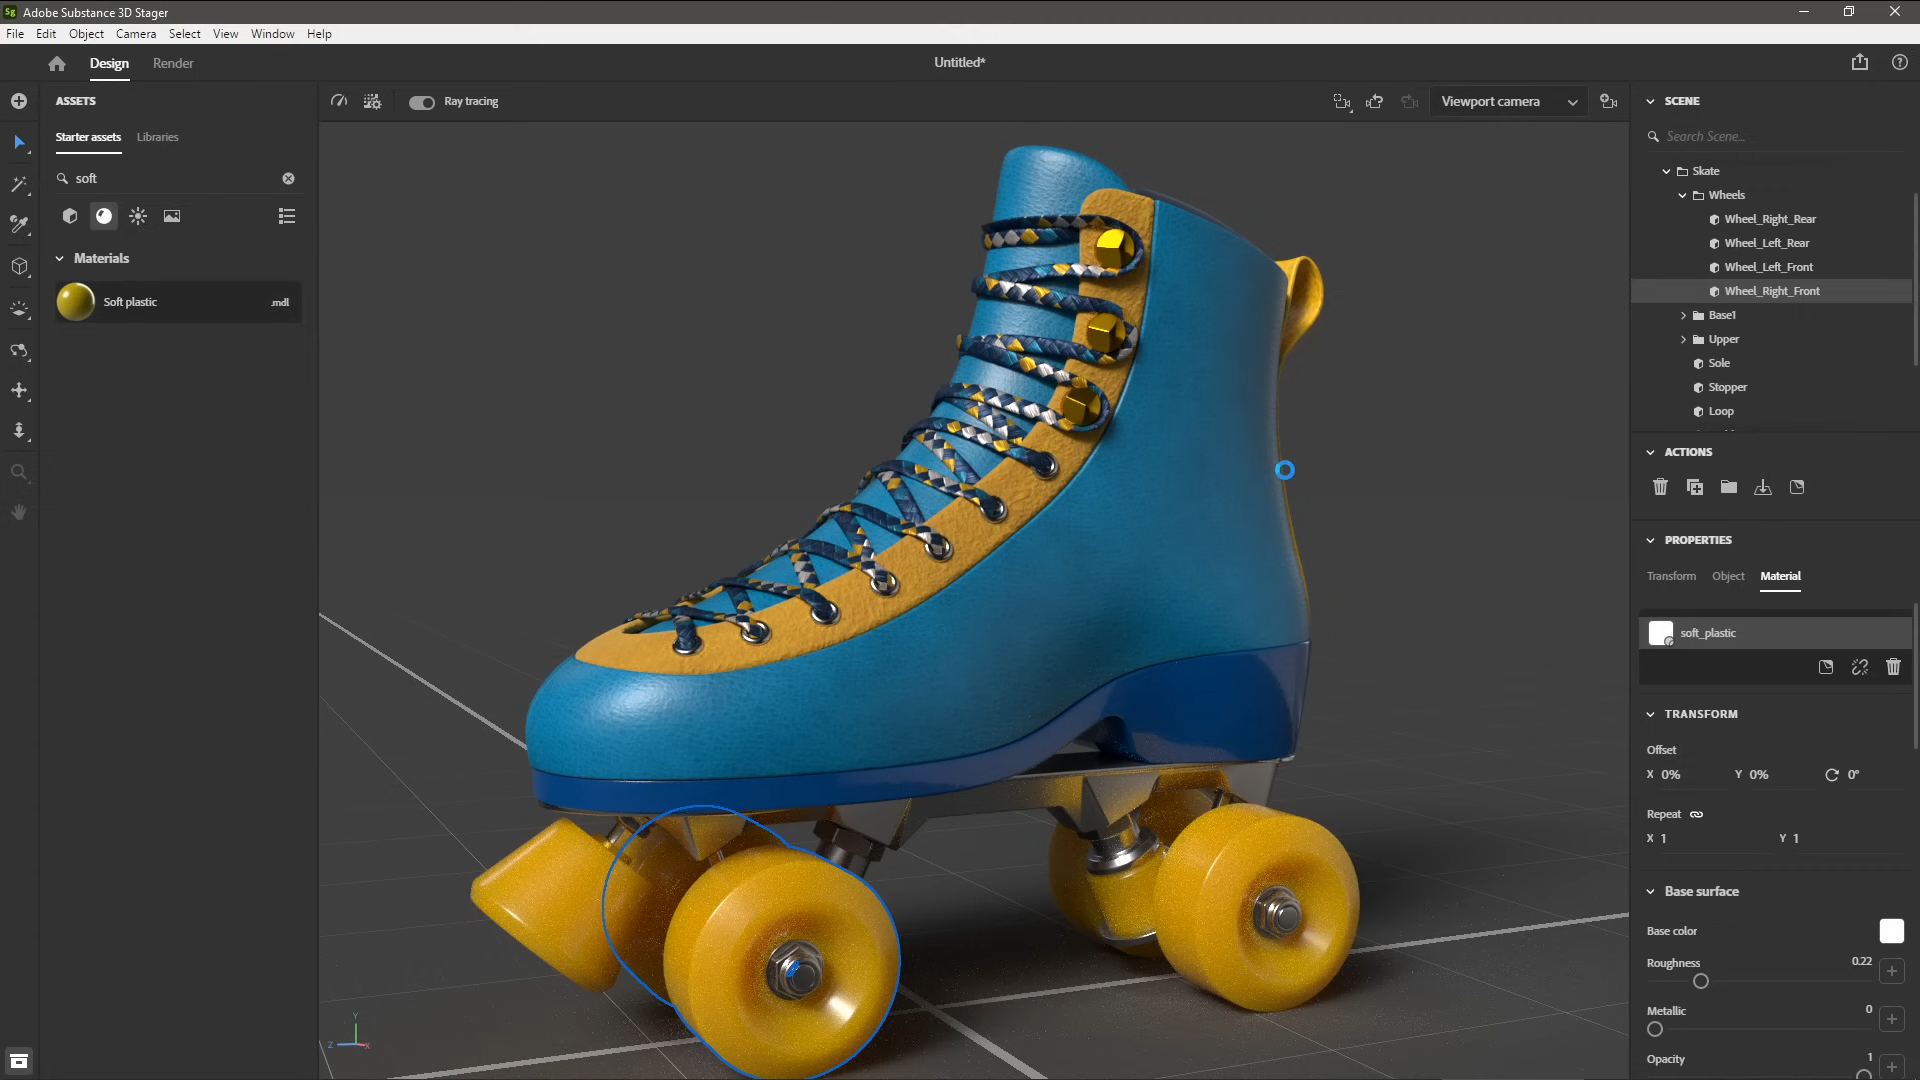 Sg Adobe Substance 3D Stager
File Edit Object Camera Select View Window Help
Design Render Untitled*
ASSETS
Starter assets Libraries
soft
Materials
Soft plastic .mdl
Ray tracing
Viewport camera
SCENE
Search Scene...
Skate
Wheels
Wheel_Right_Rear
Wheel_Left_Rear
Wheel_Left_Front
Wheel_Right_Front
Base1
Upper
Sole
Stopper
Loop
ACTIONS
PROPERTIES
Transform Object Material
soft_plastic
TRANSFORM
Offset
X 0% Y 0% 0°
Repeat
X 1 Y 1
Base surface
Base color
Roughness 0.22
Metallic 0
Opacity 1
Y
Z X